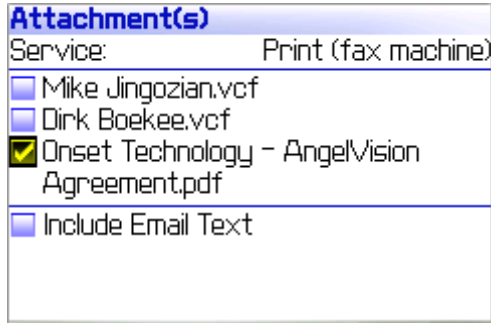 Attachment(s)
Service: Print (fax machine)
Mike Jingozian.vcf
Dirk Boekee.vcf
Onset Technology - AngelVision
Agreement.pdf
Include Email Text